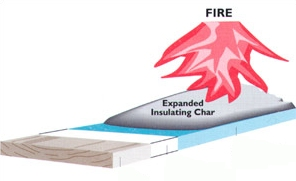 FIRE
Expanded
Insulating Char